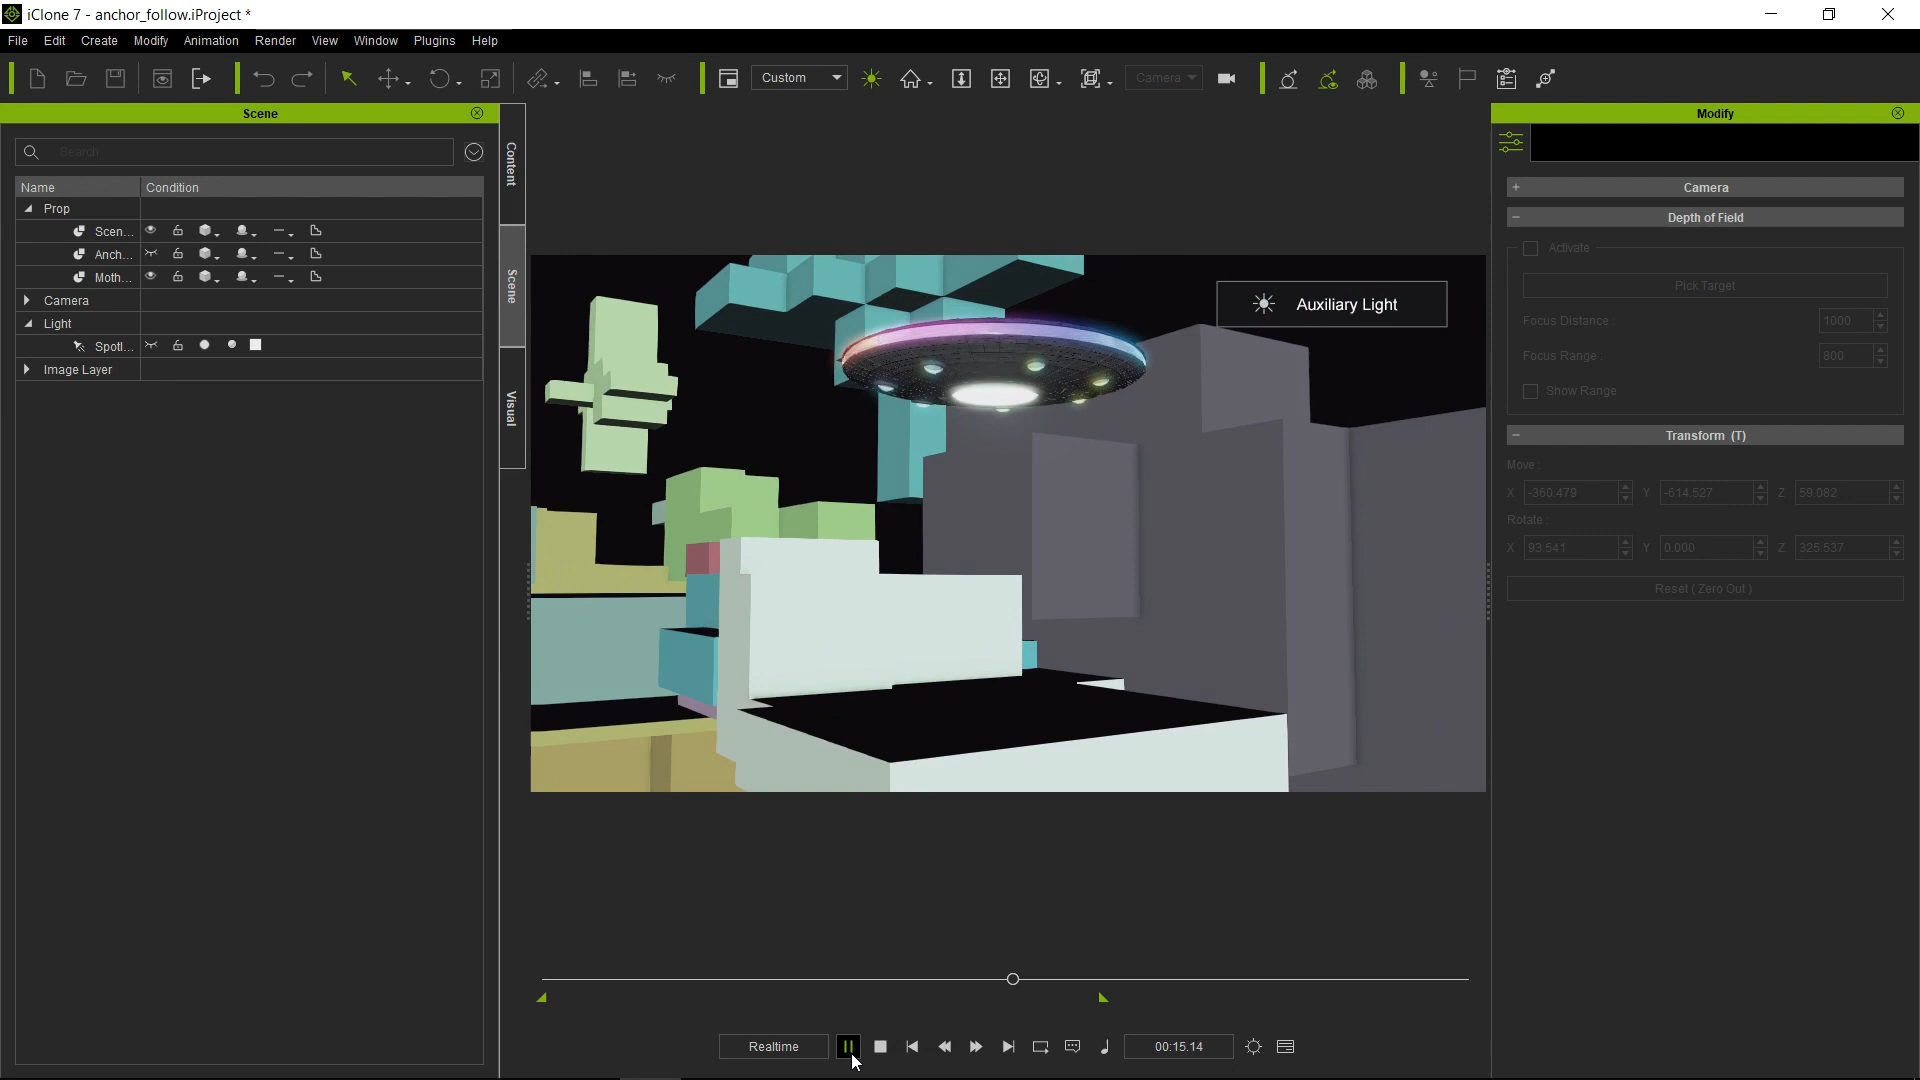 iClone 7 - anchor_follow.iProject *
File Edit Create Modify Animation Render View Window Plugins Help
Custom
Camera
Scene
Search
Name Condition
Prop
Scen...
Anch...
Moth...
Camera
Light
Spotl...
Image Layer
Content
Scene
Visual
Auxiliary Light
Realtime
00:15.14
Modify
+ Camera
- Depth of Field
Activate
Pick Target
Focus Distance : 1000
Focus Range : 800
Show Range
- Transform (T)
Move :
X -360.479 Y -614.527 Z 59.082
Rotate :
X 93.541 Y 0.000 Z 325.537
Reset ( Zero Out )